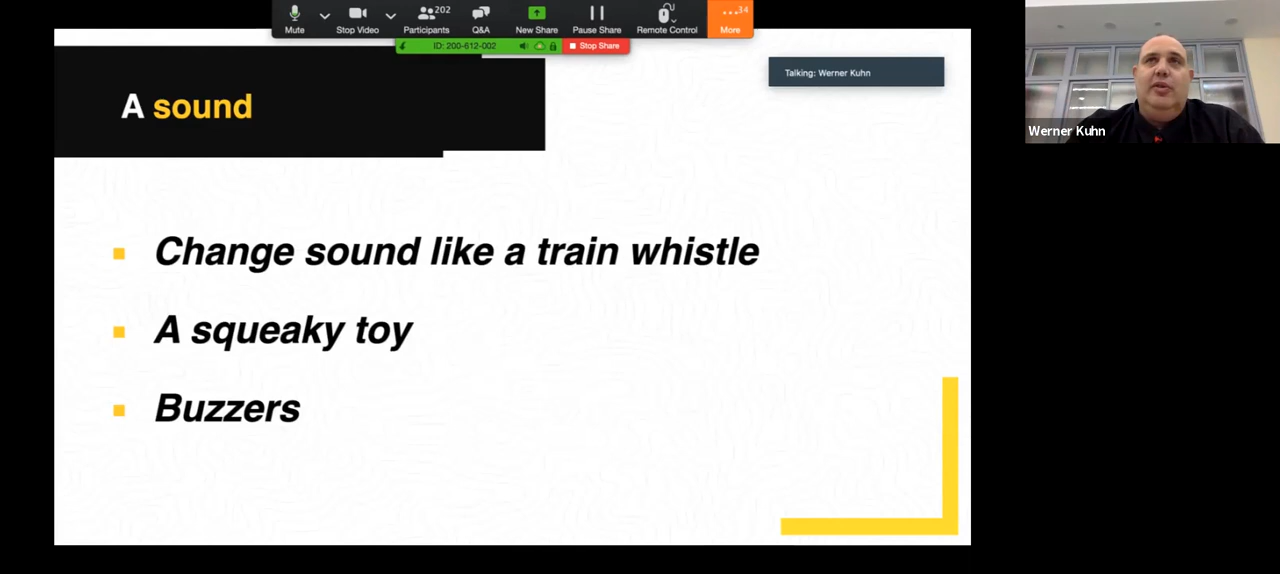 202
34
Mute
Stop Video
Participants
Q&A
New Share
Pause Share
Remote Control
More
ID: 200-612-002
Stop Share
Talking: Werner Kuhn
Werner Kuhn
A sound
Change sound like a train whistle
A squeaky toy
Buzzers